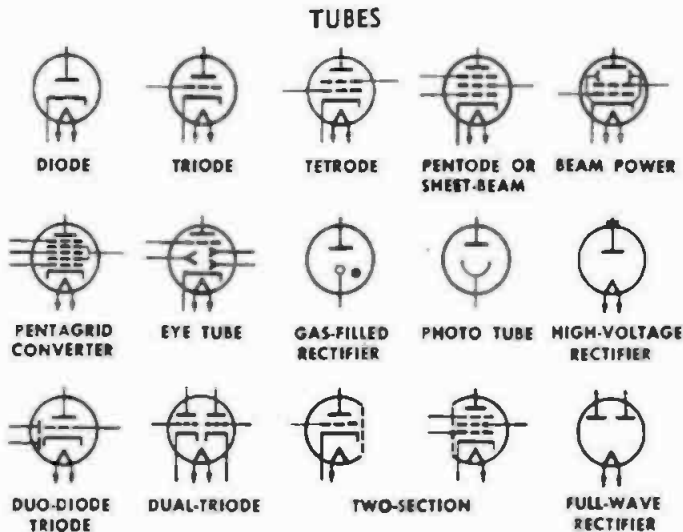 TUBES
DIODE
TRIODE
TETRODE
PENTODE OR
SHEET-BEAM
BEAM POWER
PENTAGRID
CONVERTER
EYE TUBE
GAS-FILLED
RECTIFIER
PHOTO TUBE
HIGH-VOLTAGE
RECTIFIER
DUO-DIODE
TRIODE
DUAL-TRIODE
TWO-SECTION
FULL-WAVE
RECTIFIER